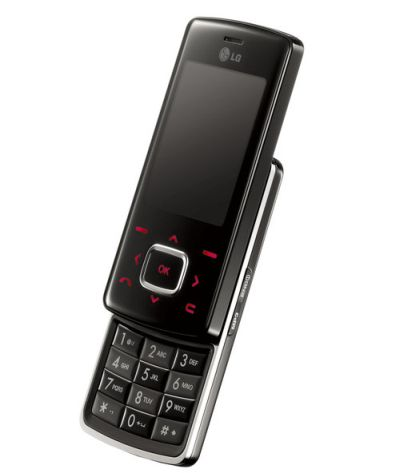 LG
OK
1 @:)
2 ABC
3 DEF
4 GHI
5 JKL
6 MNO
7 PQRS
8 TUV
9 WXYZ
*
0 +
#